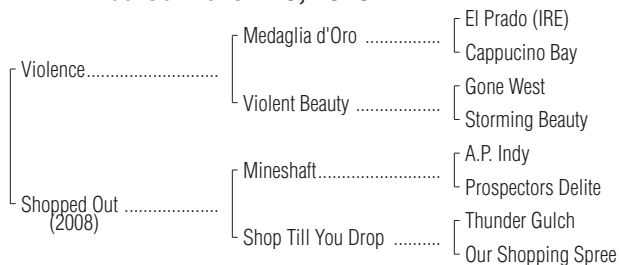 El Prado (IRE)
Medaglia d'Oro ................
Cappucino Bay
Violence............................
Gone West
Violent Beauty ..................
Storming Beauty
A.P. Indy
Mineshaft..........................
Prospectors Delite
Shopped Out ....................
(2008)
Thunder Gulch
Shop Till You Drop ..........
Our Shopping Spree